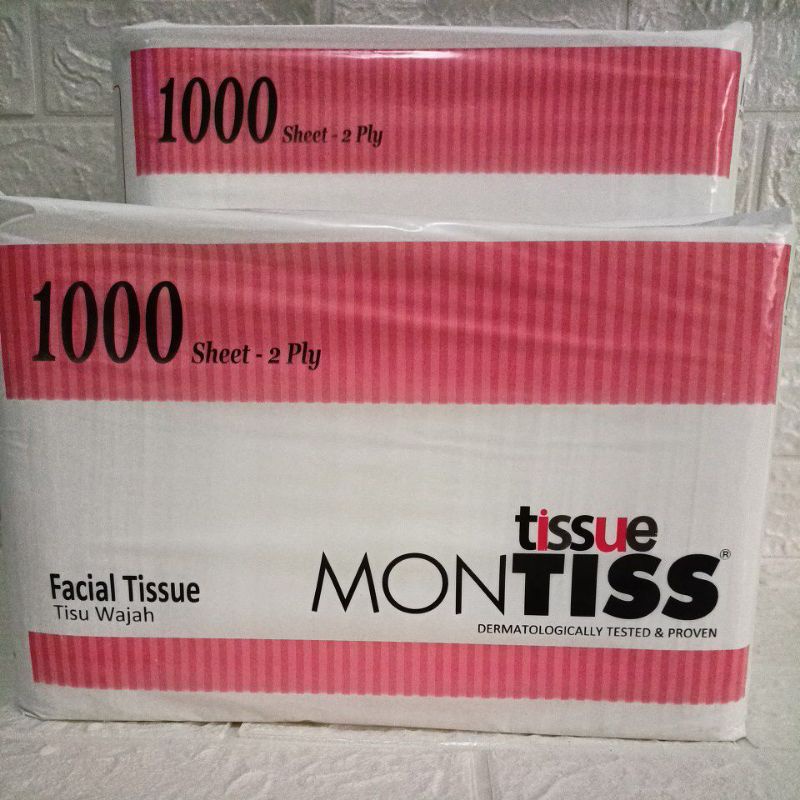 1000 Sheet - 2 Ply
1000 Sheet - 2 Ply
tissue
MONTISS®
DERMATOLOGICALLY TESTED & PROVEN
Facial Tissue
Tisu Wajah